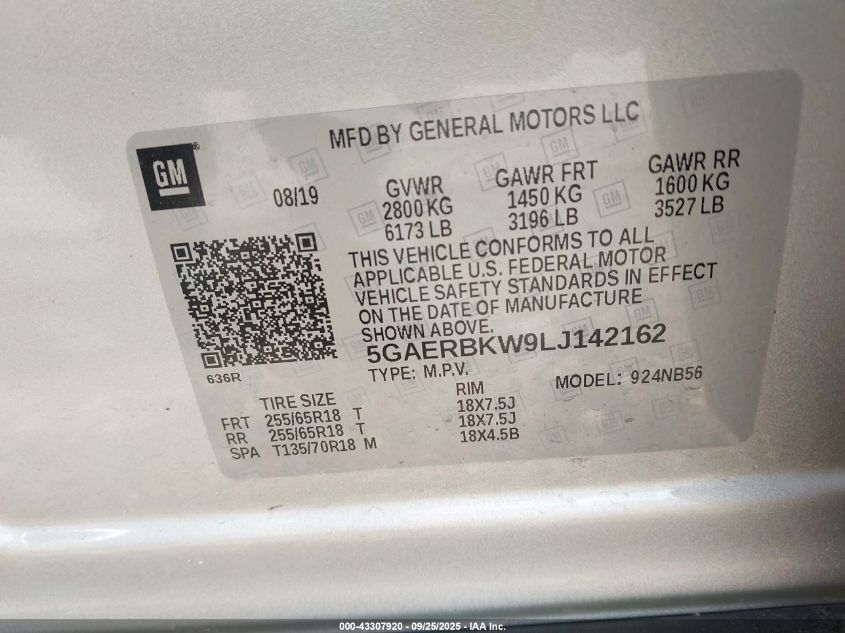 MFD BY GENERAL MOTORS LLC
GM
08/19
GVWR
2800 KG
6173 LB
GAWR FRT
1450 KG
3196 LB
GAWR RR
1600 KG
3527 LB
THIS VEHICLE CONFORMS TO ALL
APPLICABLE U.S. FEDERAL MOTOR
VEHICLE SAFETY STANDARDS IN EFFECT
ON THE DATE OF MANUFACTURE
SHOWN ABOVE.
5GAERBKW9LJ142162
636R
TYPE: M.P.V.
MODEL: 924NB56
TIRE SIZE RIM
FRT 255/65R18 T 18X7.5J
RR 255/65R18 T 18X7.5J
SPA T135/70R18 M 18X4.5B
000-43307920 - 09/25/2025 - IAA Inc.